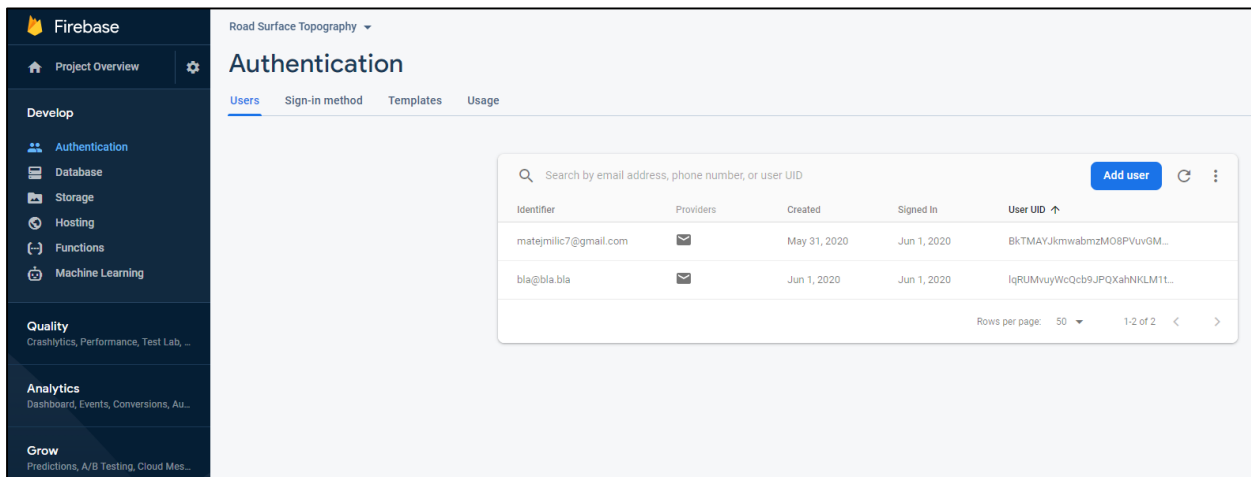 Firebase
Project Overview
Develop
Authentication
Database
Storage
Hosting
Functions
Machine Learning
Quality
Crashlytics, Performance, Test Lab, ...
Analytics
Dashboard, Events, Conversions, Au...
Grow
Predictions, A/B Testing, Cloud Mes...
Road Surface Topography
Authentication
Users Sign-in method Templates Usage
Search by email address, phone number, or user UID Add user
Identifier Providers Created Signed In User UID
matejmilic7@gmail.com May 31, 2020 Jun 1, 2020 BkTMAYJkmwabmzMO8PVuvGM...
bla@bla.bla Jun 1, 2020 Jun 1, 2020 lqRUMvuyWcQcb9JPQXahNKLM1t...
Rows per page: 50 1-2 of 2